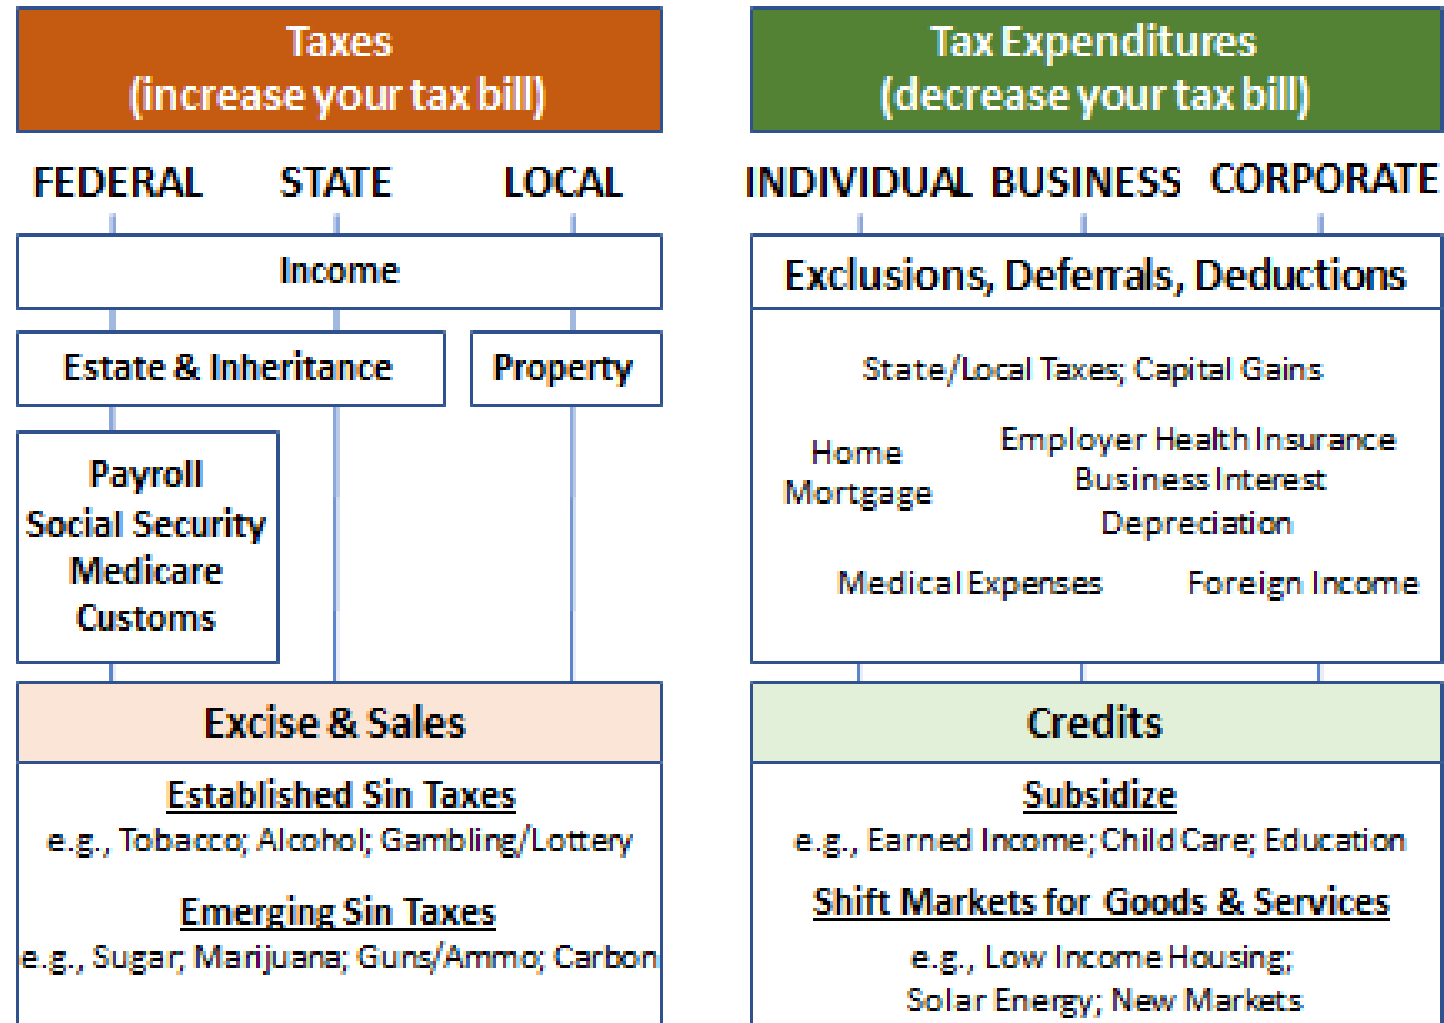 Taxes
(increase your tax bill)
FEDERAL STATE LOCAL
Income
Estate & Inheritance
Property
Payroll
Social Security
Medicare
Customs
Excise & Sales
Established Sin Taxes
e.g., Tobacco; Alcohol; Gambling/Lottery
Emerging Sin Taxes
e.g., Sugar; Marijuana; Guns/Ammo; Carbon
Tax Expenditures
(decrease your tax bill)
INDIVIDUAL BUSINESS CORPORATE
Exclusions, Deferrals, Deductions
State/Local Taxes; Capital Gains
Home
Mortgage
Employer Health Insurance
Business Interest
Depreciation
Medical Expenses
Foreign Income
Credits
Subsidize
e.g., Earned Income; Child Care; Education
Shift Markets for Goods & Services
e.g., Low Income Housing;
Solar Energy; New Markets